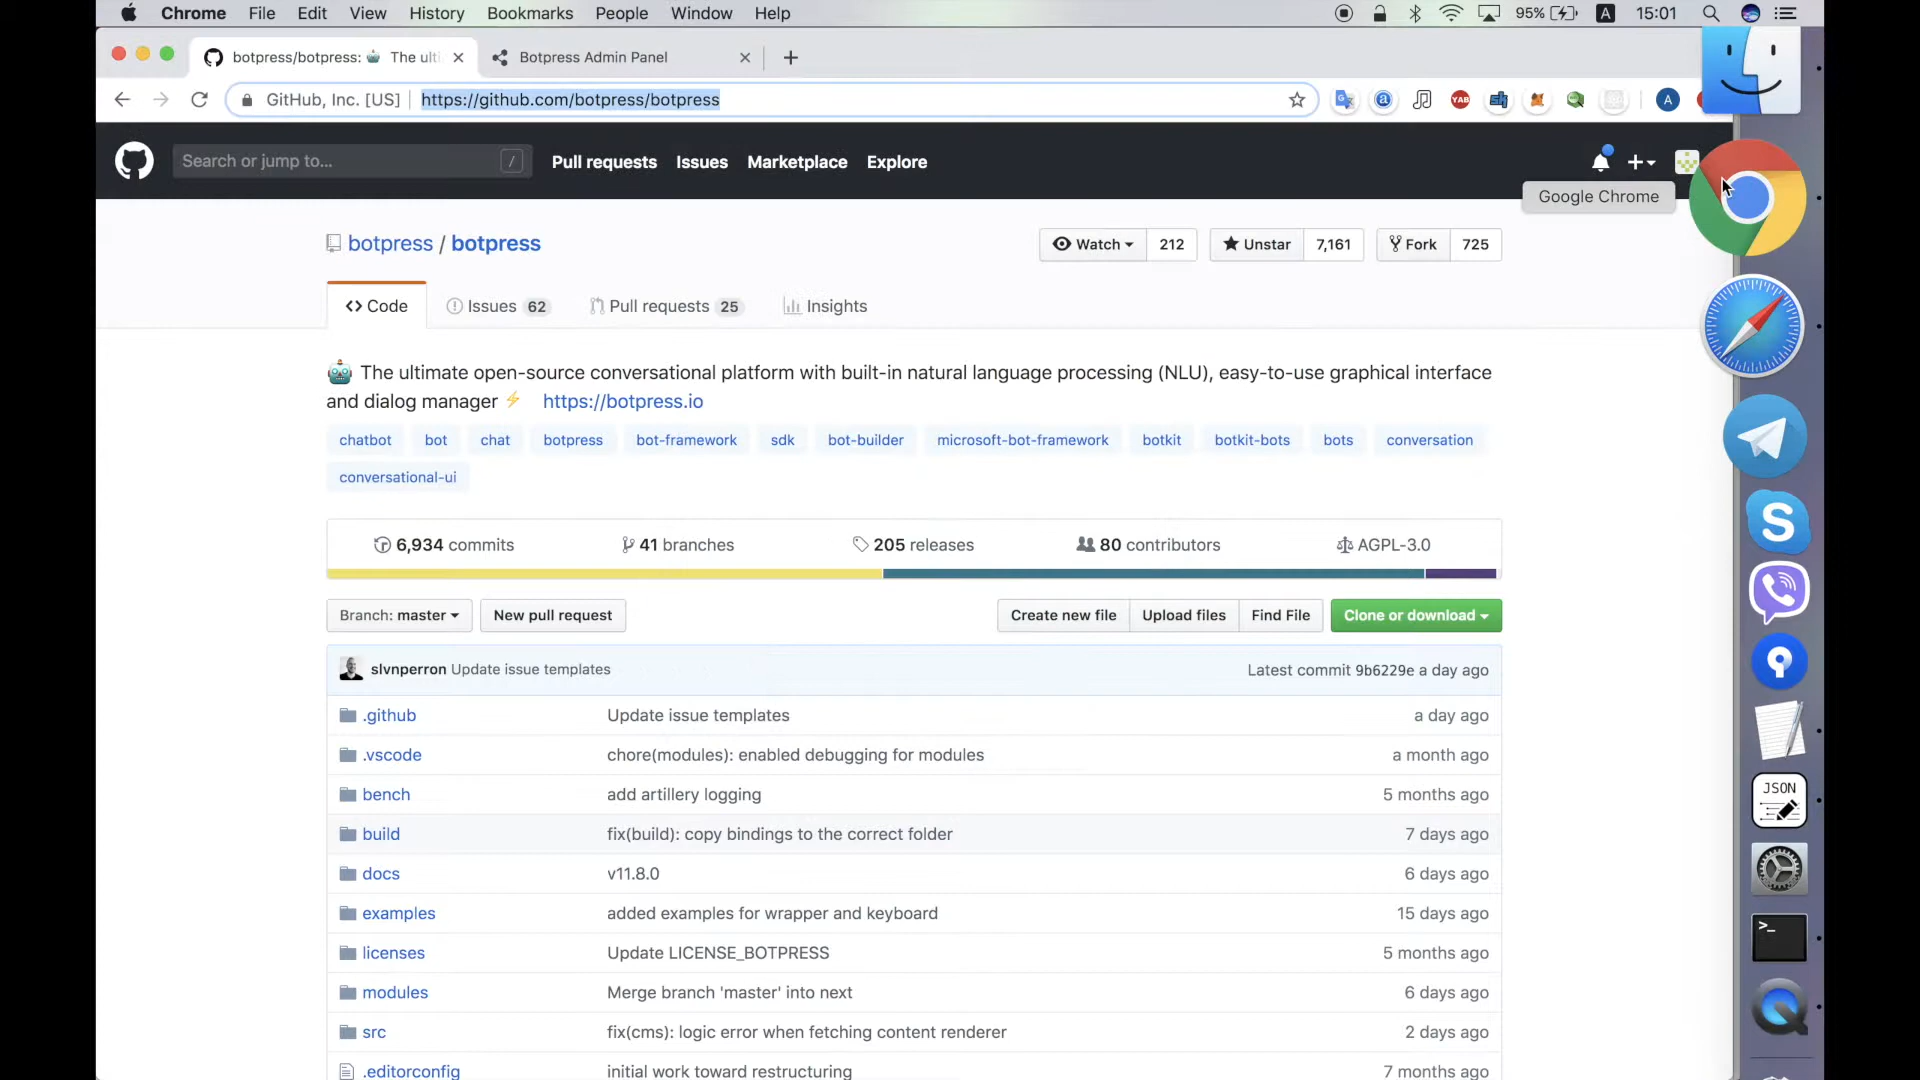 Chrome File Edit View History Bookmarks People Window Help 95% A 15:01
botpress/botpress: 🤖 The ulti Botpress Admin Panel
GitHub, Inc. [US] https://github.com/botpress/botpress YAB A
Search or jump to... / Pull requests Issues Marketplace Explore
Google Chrome
botpress / botpress Watch 212 Unstar 7,161 Fork 725
Code Issues 62 Pull requests 25 Insights
🤖 The ultimate open-source conversational platform with built-in natural language processing (NLU), easy-to-use graphical interface
and dialog manager ⚡ https://botpress.io
chatbot bot chat botpress bot-framework sdk bot-builder microsoft-bot-framework botkit botkit-bots bots conversation
conversational-ui
6,934 commits 41 branches 205 releases 80 contributors AGPL-3.0
Branch: master New pull request Create new file Upload files Find File Clone or download
slvnperron Update issue templates Latest commit 9b6229e a day ago
.github Update issue templates a day ago
.vscode chore(modules): enabled debugging for modules a month ago
bench add artillery logging 5 months ago
JSON
build fix(build): copy bindings to the correct folder 7 days ago
docs v11.8.0 6 days ago
examples added examples for wrapper and keyboard 15 days ago
licenses Update LICENSE_BOTPRESS 5 months ago
modules Merge branch 'master' into next 6 days ago
src fix(cms): logic error when fetching content renderer 2 days ago
.editorconfig initial work toward restructuring 7 months ago